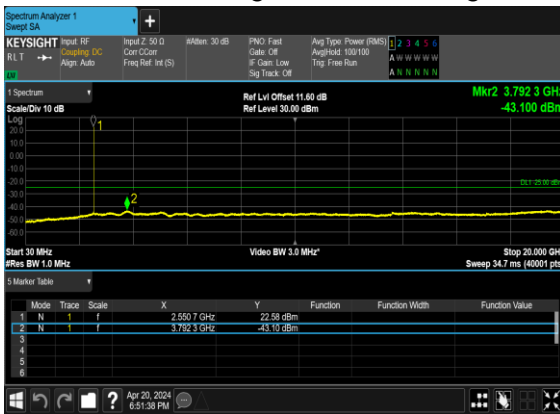 Spectrum Analyzer 1
Swept SA
KEYSIGHT Input: RF Input Z: 50 Ω #Atten: 30 dB PNO: Fast Avg Type: Power (RMS) 1 2 3 4 5 6
RLT Coupling: DC Corr CCorr Gate: Off Avg|Hold: 100/100 A W W W W W
Align: Auto Freq Ref: Int (S) IF Gain: Low Trig: Free Run
Sig Track: Off A N N N N N
1 Spectrum Ref Lvl Offset 11.60 dB Mkr2 3.792 3 GHz
Scale/Div 10 dB Ref Level 30.00 dBm -43.100 dBm
Log
20.0
1
10.0
0.00
-10.0
-20.0
DL1 -25.00 dBm
-30.0
-40.0
2
-50.0
-60.0
Start 30 MHz Video BW 3.0 MHz* Stop 20.000 GHz
#Res BW 1.0 MHz Sweep 34.7 ms (40001 pts)
5 Marker Table
Mode Trace Scale X Y Function Function Width Function Value
1 N 1 f 2.550 7 GHz 22.58 dBm
2 N 1 f 3.792 3 GHz -43.10 dBm
3
4
5
6
? Apr 20, 2024
6:51:38 PM